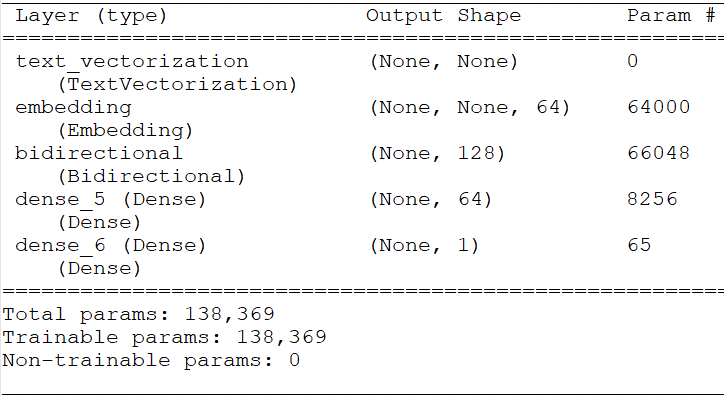 Layer (type) Output Shape Param #
================================================================
text_vectorization (None, None) 0
(TextVectorization)
embedding (None, None, 64) 64000
(Embedding)
bidirectional (None, 128) 66048
(Bidirectional)
dense_5 (Dense) (None, 64) 8256
(Dense)
dense_6 (Dense) (None, 1) 65
(Dense)
================================================================
Total params: 138,369
Trainable params: 138,369
Non-trainable params: 0